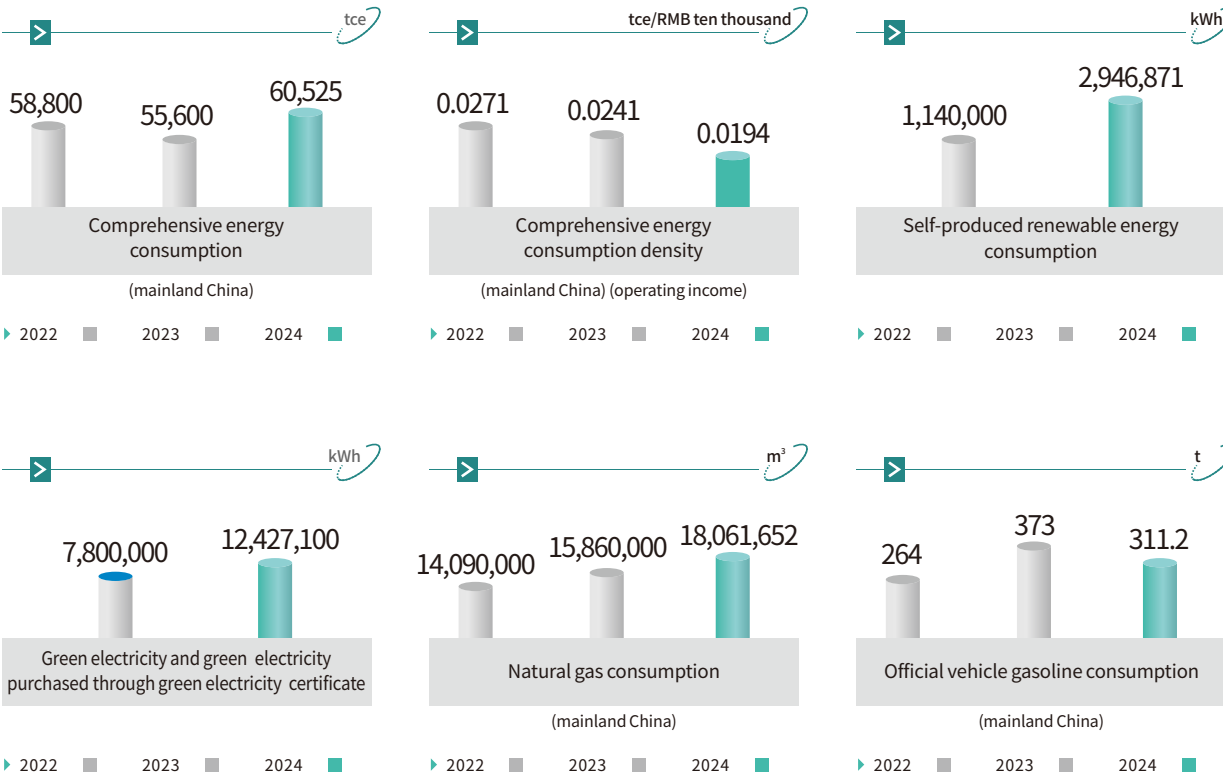 tce
58,800
55,600
60,525
Comprehensive energy
consumption
(mainland China)
2022 2023 2024
tce/RMB ten thousand
0.0271
0.0241
0.0194
Comprehensive energy
consumption density
(mainland China) (operating income)
2022 2023 2024
kWh
1,140,000
2,946,871
Self-produced renewable energy
consumption
2022 2023 2024
kWh
7,800,000
12,427,100
Green electricity and green electricity
purchased through green electricity certificate
2022 2023 2024
m³
14,090,000
15,860,000
18,061,652
Natural gas consumption
(mainland China)
2022 2023 2024
t
264
373
311.2
Official vehicle gasoline consumption
(mainland China)
2022 2023 2024